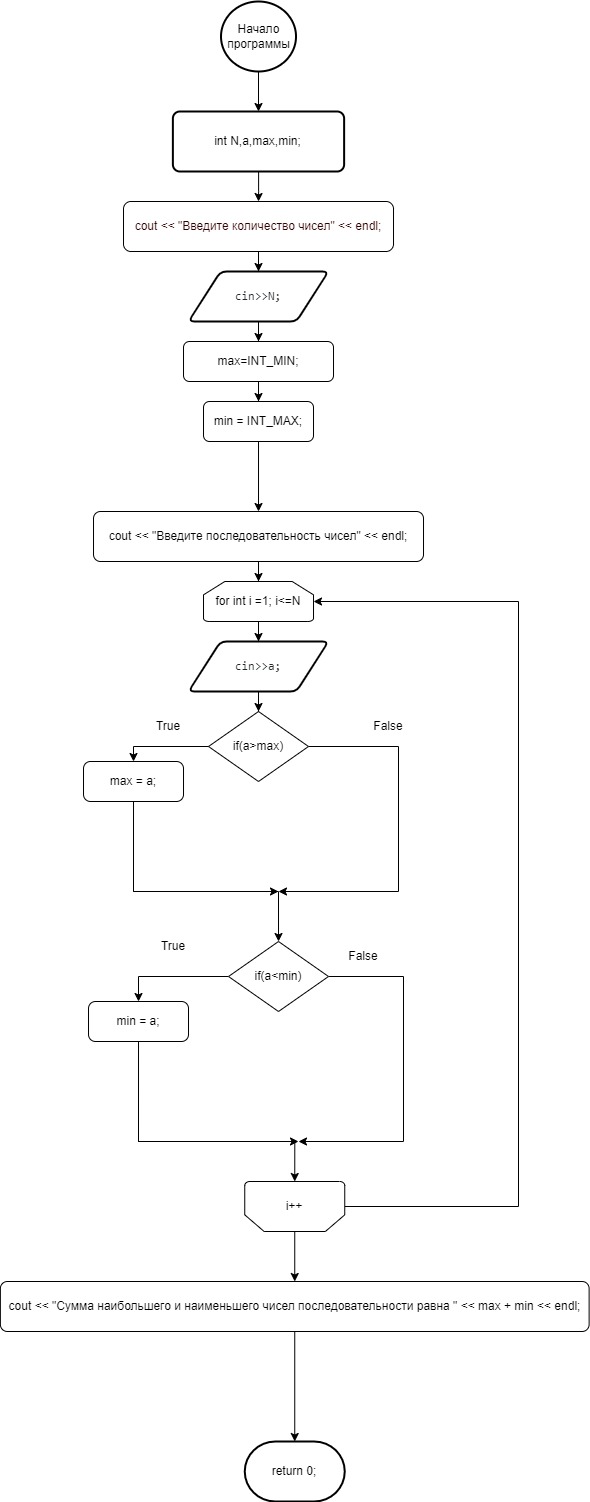 Начало
программы
int N,a,max,min;
cout << "Введите количество чисел" << endl;
cin>>N;
max=INT_MIN;
min = INT_MAX;
cout << "Введите последовательность чисел" << endl;
for int i =1; i<=N
cin>>a;
True
False
if(a>max)
max = a;
True
False
if(a<min)
min = a;
i++
cout << "Сумма наибольшего и наименьшего чисел последовательности равна " << max + min << endl;
return 0;